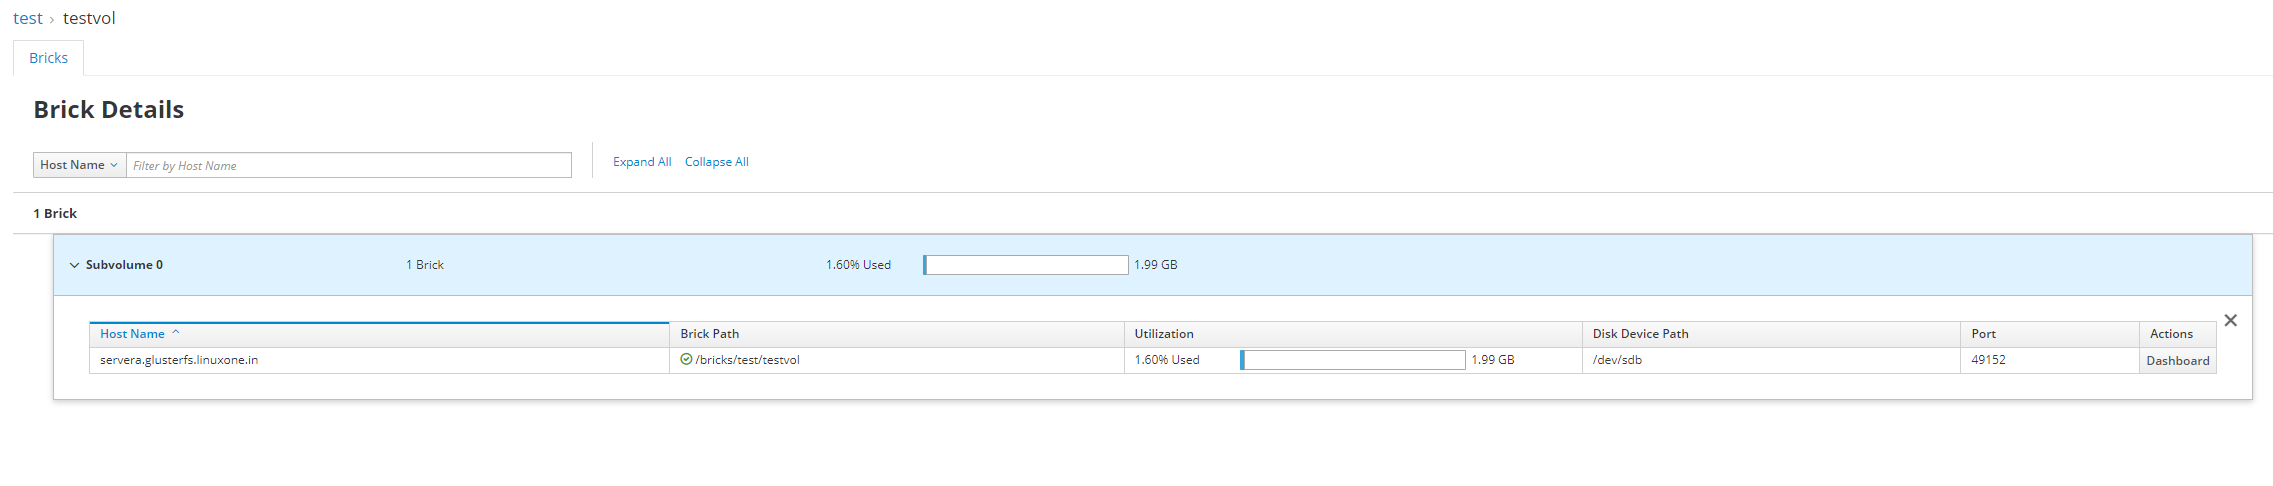 test › testvol
Bricks
Brick Details
Host Name Filter by Host Name Expand All Collapse All
1 Brick
Subvolume 0 1 Brick 1.60% Used 1.99 GB
Host Name Brick Path Utilization Disk Device Path Port Actions
servera.glusterfs.linuxone.in /bricks/test/testvol 1.60% Used 1.99 GB /dev/sdb 49152 Dashboard